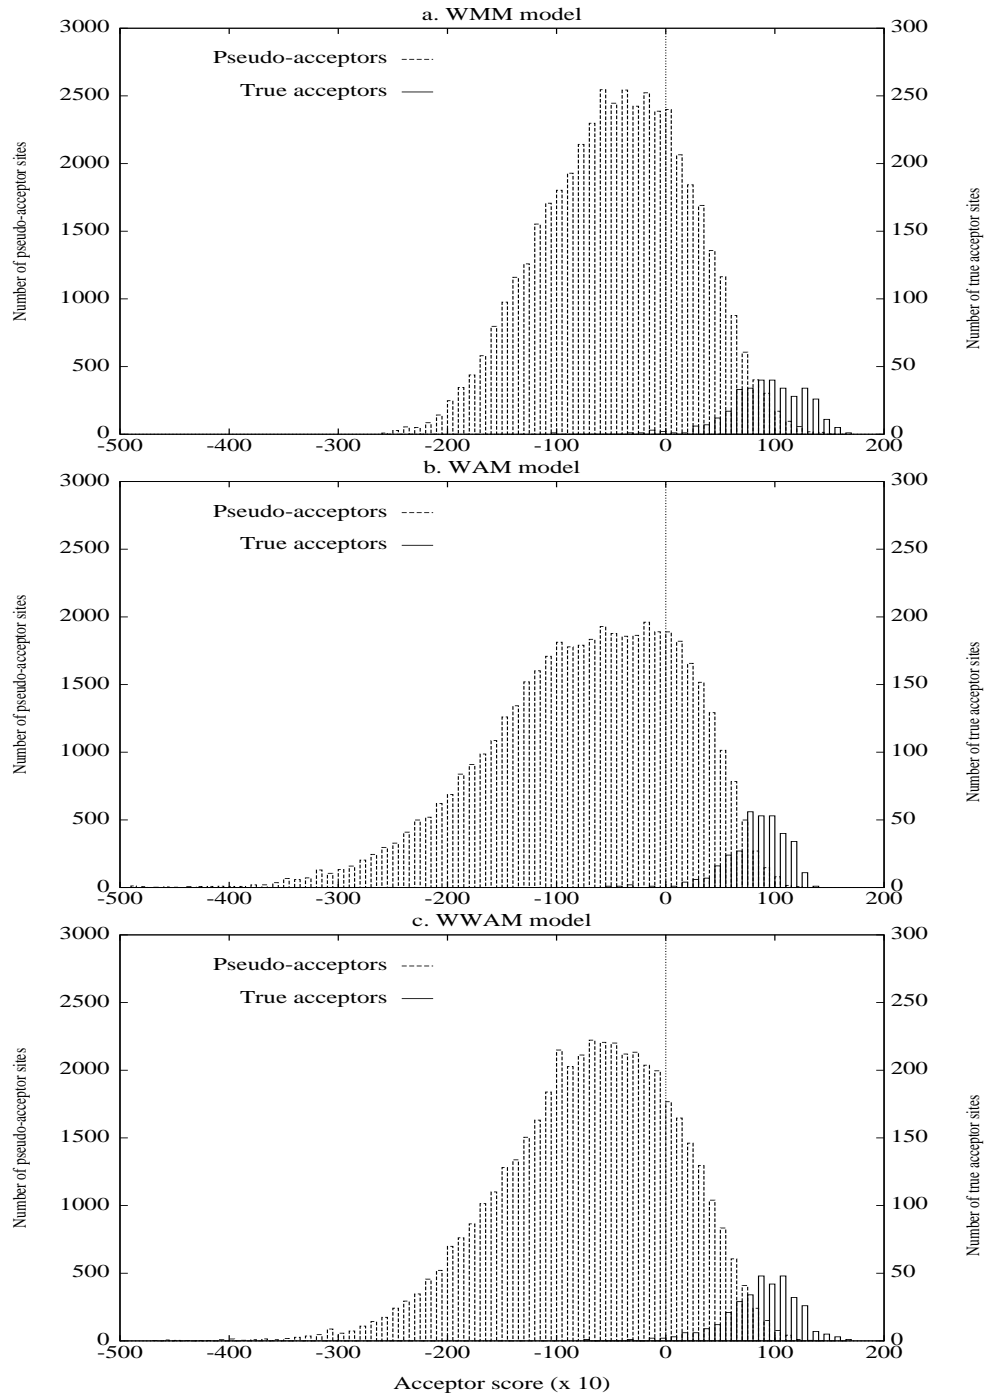 a. WMM model
3000 300
Pseudo-acceptors
True acceptors
2500 250
2000 200
1500 150
1000 100
500 50
0 0
Number of pseudo-acceptor sites
Number of true acceptor sites
-500 -400 -300 -200 -100 0 100 200
b. WAM model
3000 300
Pseudo-acceptors
True acceptors
2500 250
2000 200
1500 150
1000 100
500 50
0 0
Number of pseudo-acceptor sites
Number of true acceptor sites
-500 -400 -300 -200 -100 0 100 200
c. WWAM model
3000 300
Pseudo-acceptors
True acceptors
2500 250
2000 200
1500 150
1000 100
500 50
0 0
Number of pseudo-acceptor sites
Number of true acceptor sites
-500 -400 -300 -200 -100 0 100 200
Acceptor score (x 10)